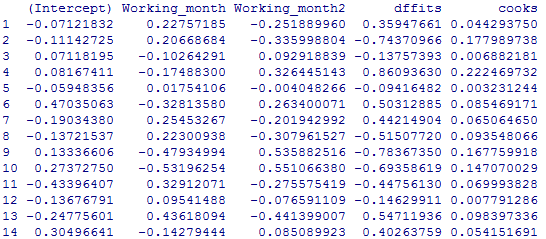 (Intercept) Working_month Working_month2 dffits cooks
1 -0.07121832 0.22757185 -0.251889960 0.35947661 0.044293750
2 -0.11142725 0.20668684 -0.335998804 -0.74370966 0.177989738
3 0.07118195 -0.10264291 0.092918839 -0.13757393 0.006882181
4 0.08167411 -0.17488300 0.326445143 0.86093630 0.222469732
5 -0.05948356 0.01754106 -0.004048266 -0.09416482 0.003231244
6 0.47035063 -0.32813580 0.263400071 0.50312885 0.085469171
7 -0.19034380 0.25453267 -0.201942992 0.44214904 0.065064650
8 -0.13721537 0.22300938 -0.307961527 -0.51507720 0.093548066
9 0.13336606 -0.47934994 0.535882516 -0.78367350 0.167759918
10 0.27372750 -0.53196254 0.551066380 -0.69358619 0.147070029
11 -0.43396407 0.32912071 -0.275575419 -0.44756130 0.069993828
12 -0.13676791 0.09541488 -0.076591109 -0.14629911 0.007791286
13 -0.24775601 0.43618094 -0.441399007 0.54711936 0.098397336
14 0.30496641 -0.14279444 0.085089923 0.40263759 0.054151691